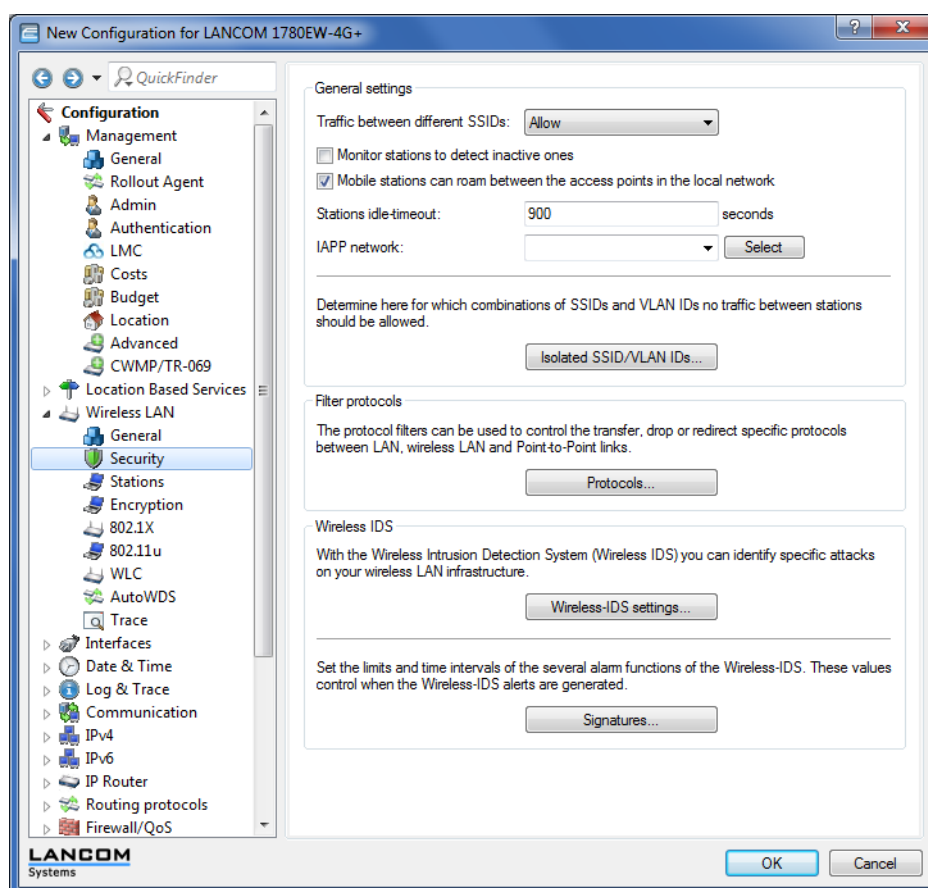 New Configuration for LANCOM 1780EW-4G+
QuickFinder
Configuration
Management
General
Rollout Agent
Admin
Authentication
LMC
Costs
Budget
Location
Advanced
CWMP/TR-069
Location Based Services
Wireless LAN
General
Security
Stations
Encryption
802.1X
802.11u
WLC
AutoWDS
Trace
Interfaces
Date & Time
Log & Trace
Communication
IPv4
IPv6
IP Router
Routing protocols
Firewall/QoS
General settings
Traffic between different SSIDs: Allow
Monitor stations to detect inactive ones
Mobile stations can roam between the access points in the local network
Stations idle-timeout: 900 seconds
IAPP network: Select
Determine here for which combinations of SSIDs and VLAN IDs no traffic between stations
should be allowed.
Isolated SSID/VLAN IDs...
Filter protocols
The protocol filters can be used to control the transfer, drop or redirect specific protocols
between LAN, wireless LAN and Point-to-Point links.
Protocols...
Wireless IDS
With the Wireless Intrusion Detection System (Wireless IDS) you can identify specific attacks
on your wireless LAN infrastructure.
Wireless-IDS settings...
Set the limits and time intervals of the several alarm functions of the Wireless-IDS. These values
control when the Wireless-IDS alerts are generated.
Signatures...
LANCOM
Systems
OK Cancel